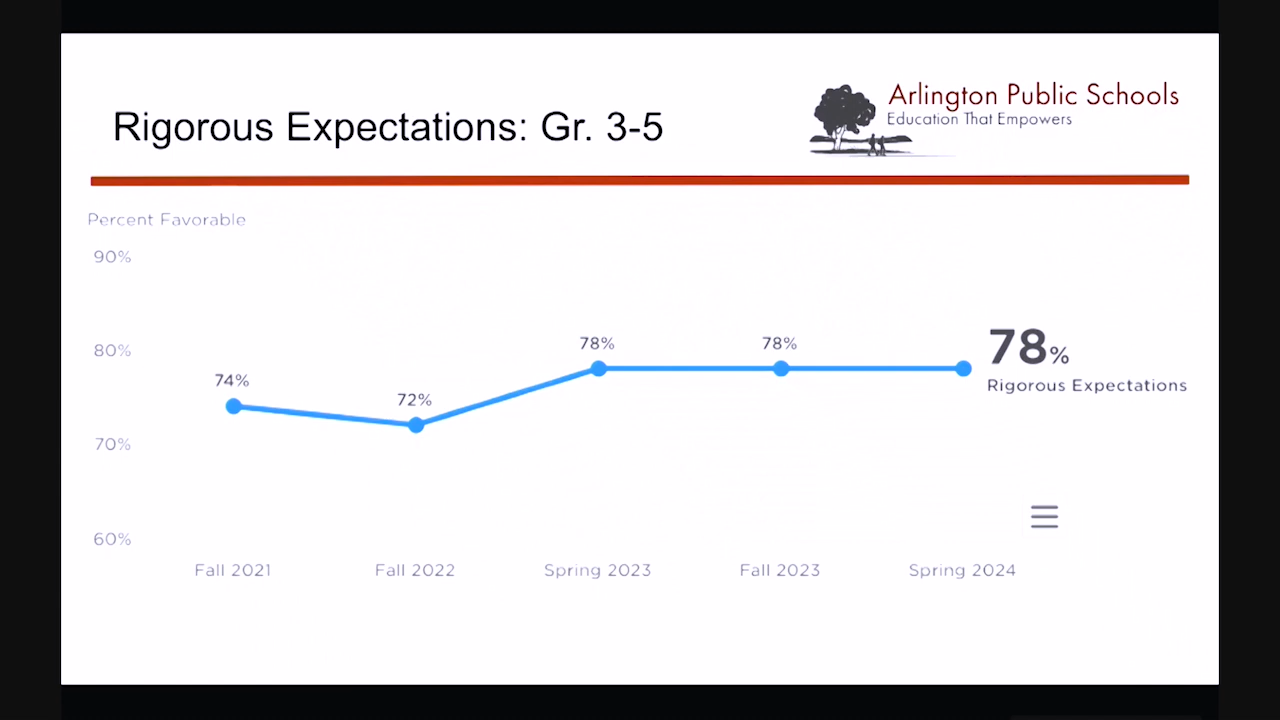 Rigorous Expectations: Gr. 3-5
Arlington Public Schools
Education That Empowers
Percent Favorable
90%
80%
70%
60%
74%
72%
78%
78%
78%
Rigorous Expectations
Fall 2021
Fall 2022
Spring 2023
Fall 2023
Spring 2024